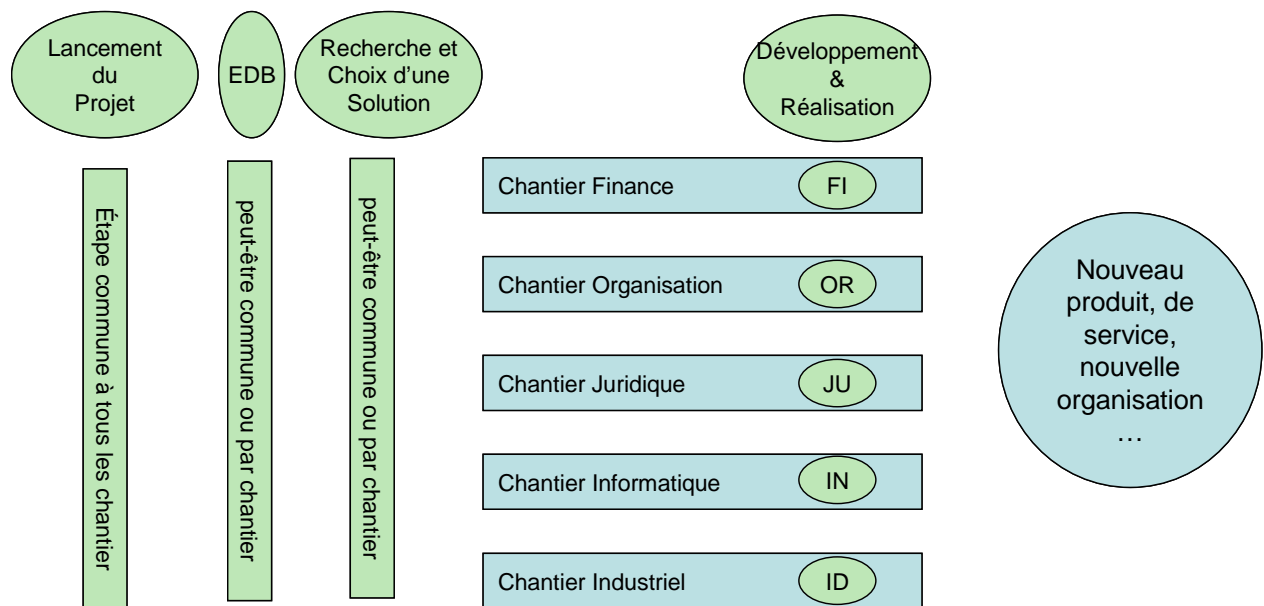 Lancement
du
Projet
EDB
Recherche et
Choix d'une
Solution
Développement
&
Réalisation
Étape commune à tous les chantier
peut-être commune ou par chantier
peut-être commune ou par chantier
Chantier Finance
FI
Chantier Organisation
OR
Chantier Juridique
JU
Chantier Informatique
IN
Chantier Industriel
ID
Nouveau
produit, de
service,
nouvelle
organisation
…